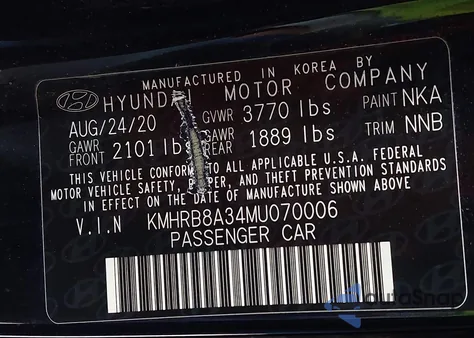 MANUFACTURED IN KOREA BY
HYUNDAI MOTOR COMPANY
AUG/24/20 GVWR 3770 lbs PAINT NKA
GAWR FRONT 2101 lbs GAWR REAR 1889 lbs TRIM NNB
THIS VEHICLE CONFORMS TO ALL APPLICABLE U.S.A. FEDERAL
MOTOR VEHICLE SAFETY, BUMPER, AND THEFT PREVENTION STANDARDS
IN EFFECT ON THE DATE OF MANUFACTURE SHOWN ABOVE
V.I.N KMHRB8A34MU070006
PASSENGER CAR
autoSnap